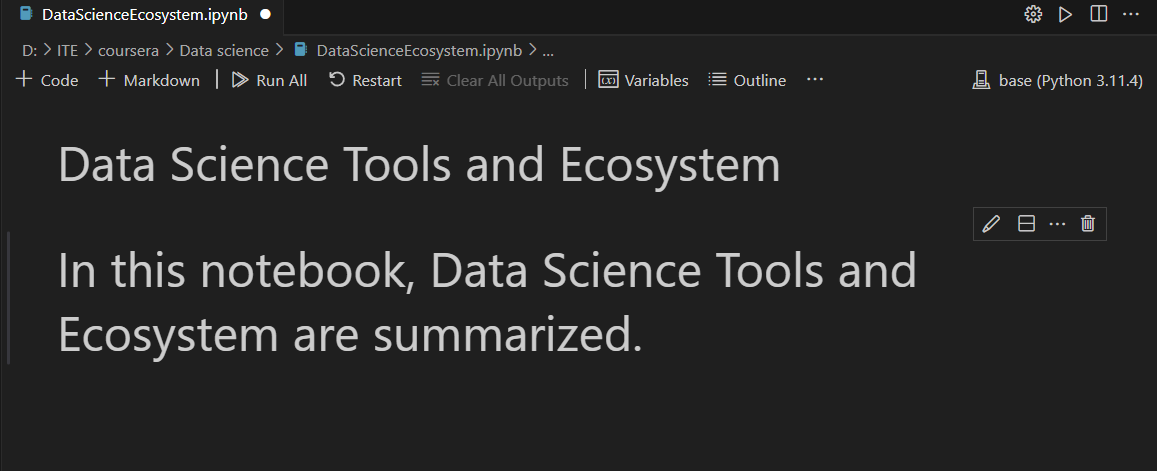 DataScienceEcosystem.ipynb
D: > ITE > coursera > Data science > DataScienceEcosystem.ipynb > ...
+ Code + Markdown | Run All Restart Clear All Outputs | Variables Outline ... base (Python 3.11.4)
Data Science Tools and Ecosystem
In this notebook, Data Science Tools and
Ecosystem are summarized.